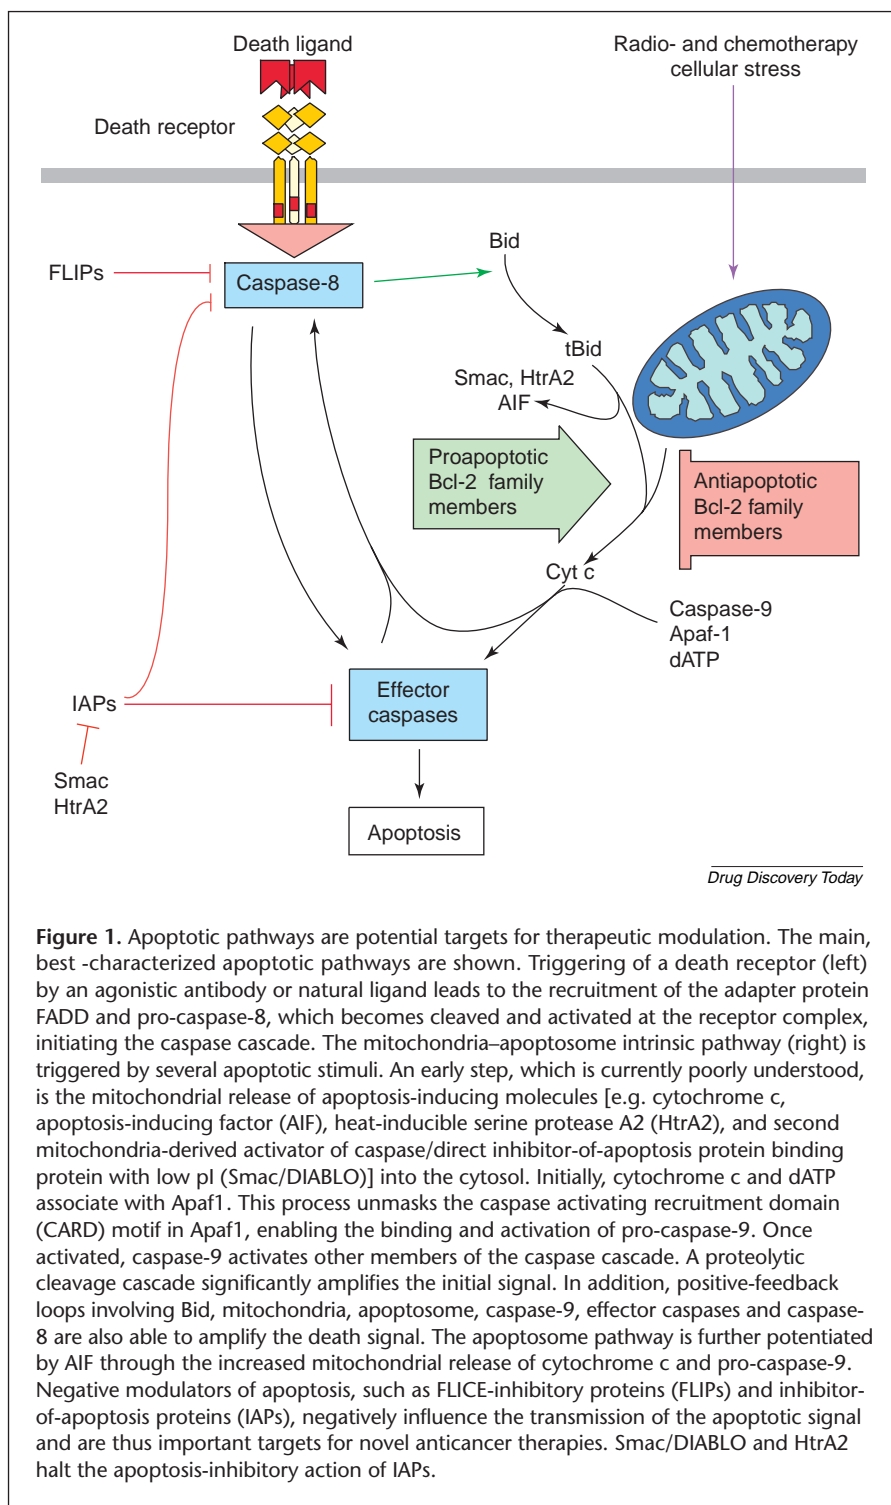 Death ligand
Radio- and chemotherapy
cellular stress
Death receptor
Bid
FLIPs
Caspase-8
tBid
Smac, HtrA2
AIF
Proapoptotic
Bcl-2 family
members
Antiapoptotic
Bcl-2 family
members
Cyt c
Caspase-9
Apaf-1
dATP
IAPs
Effector
caspases
Smac
HtrA2
Apoptosis
Drug Discovery Today
Figure 1. Apoptotic pathways are potential targets for therapeutic modulation. The main,
best -characterized apoptotic pathways are shown. Triggering of a death receptor (left)
by an agonistic antibody or natural ligand leads to the recruitment of the adapter protein
FADD and pro-caspase-8, which becomes cleaved and activated at the receptor complex,
initiating the caspase cascade. The mitochondria–apoptosome intrinsic pathway (right) is
triggered by several apoptotic stimuli. An early step, which is currently poorly understood,
is the mitochondrial release of apoptosis-inducing molecules [e.g. cytochrome c,
apoptosis-inducing factor (AIF), heat-inducible serine protease A2 (HtrA2), and second
mitochondria-derived activator of caspase/direct inhibitor-of-apoptosis protein binding
protein with low pI (Smac/DIABLO)] into the cytosol. Initially, cytochrome c and dATP
associate with Apaf1. This process unmasks the caspase activating recruitment domain
(CARD) motif in Apaf1, enabling the binding and activation of pro-caspase-9. Once
activated, caspase-9 activates other members of the caspase cascade. A proteolytic
cleavage cascade significantly amplifies the initial signal. In addition, positive-feedback
loops involving Bid, mitochondria, apoptosome, caspase-9, effector caspases and caspase-
8 are also able to amplify the death signal. The apoptosome pathway is further potentiated
by AIF through the increased mitochondrial release of cytochrome c and pro-caspase-9.
Negative modulators of apoptosis, such as FLICE-inhibitory proteins (FLIPs) and inhibitor-
of-apoptosis proteins (IAPs), negatively influence the transmission of the apoptotic signal
and are thus important targets for novel anticancer therapies. Smac/DIABLO and HtrA2
halt the apoptosis-inhibitory action of IAPs.